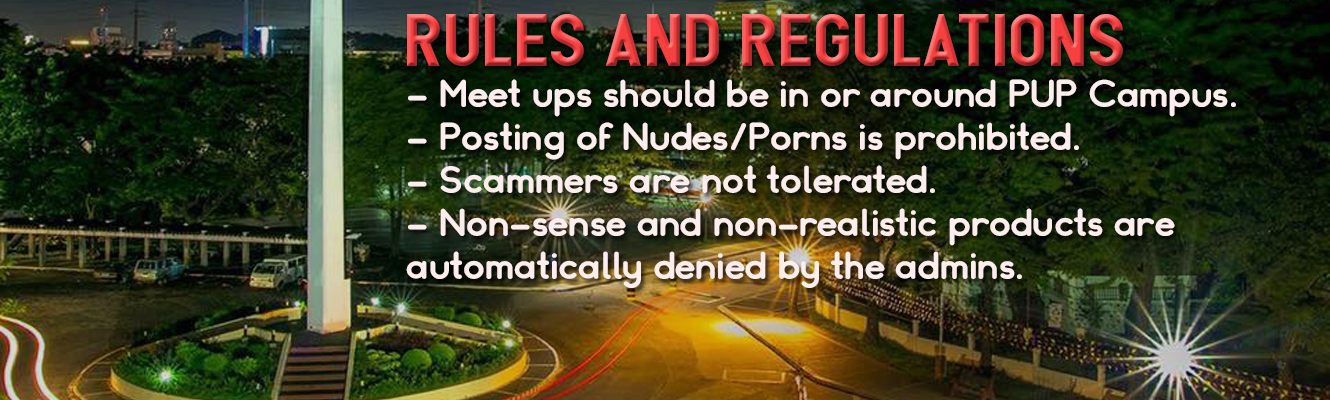 RULES AND REGULATIONS
- Meet ups should be in or around PUP Campus.
- Posting of Nudes/Porns is prohibited.
- Scammers are not tolerated.
- Non-sense and non-realistic products are
automatically denied by the admins.